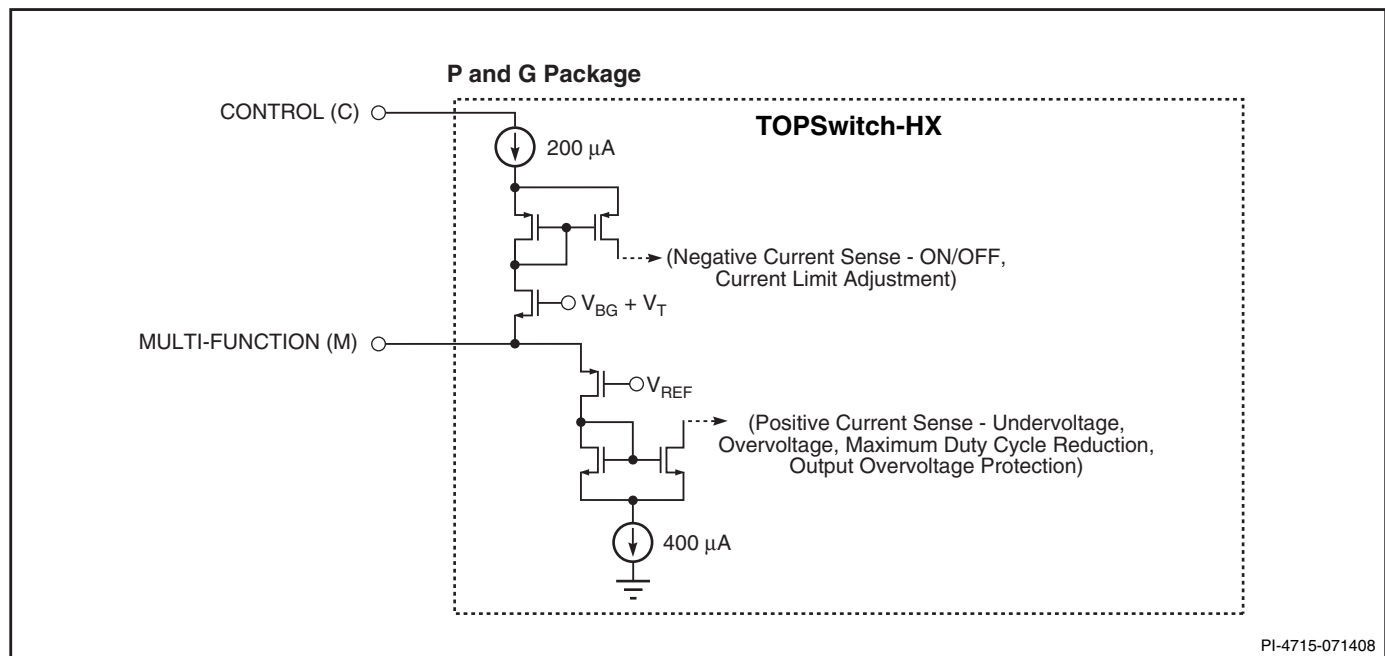 P and G Package
CONTROL (C)
TOPSwitch-HX
200 μA
(Negative Current Sense - ON/OFF,
Current Limit Adjustment)
V_BG + V_T
MULTI-FUNCTION (M)
V_REF
(Positive Current Sense - Undervoltage,
Overvoltage, Maximum Duty Cycle Reduction,
Output Overvoltage Protection)
400 μA
PI-4715-071408